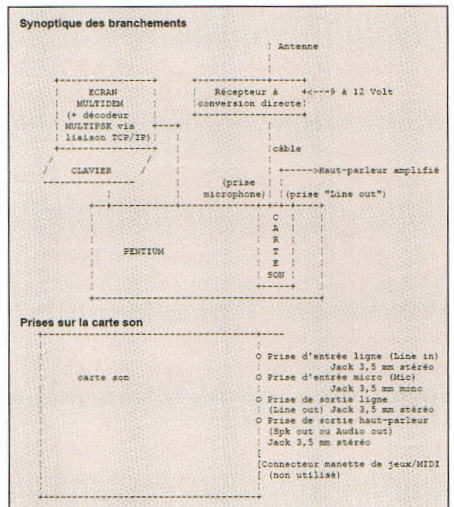 Synoptique des branchements
Antenne
ECRAN
MULTIDEM
(+ décodeur
MULTIPSK via
liaison TCP/IP)
Récepteur à
conversion directe
<---9 à 12 Volt
câble
CLAVIER
---->Haut-parleur amplifié
(prise
microphone)
(prise "Line out")
PENTIUM
C
A
R
T
E
SON
Prises sur la carte son
carte son
O Prise d'entrée ligne (Line in)
Jack 3,5 mm stéréo
O Prise d'entrée micro (Mic)
Jack 3,5 mm mono
O Prise de sortie ligne
(Line out) Jack 3,5 mm stéréo
O Prise de sortie haut-parleur
(Spk out ou Audio out)
Jack 3,5 mm stéréo
[Connecteur manette de jeux/MIDI
(non utilisé)